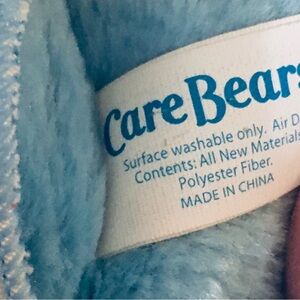 Care Bears
Surface washable only. Air D
Contents: All New Materials
Polyester Fiber.
MADE IN CHINA